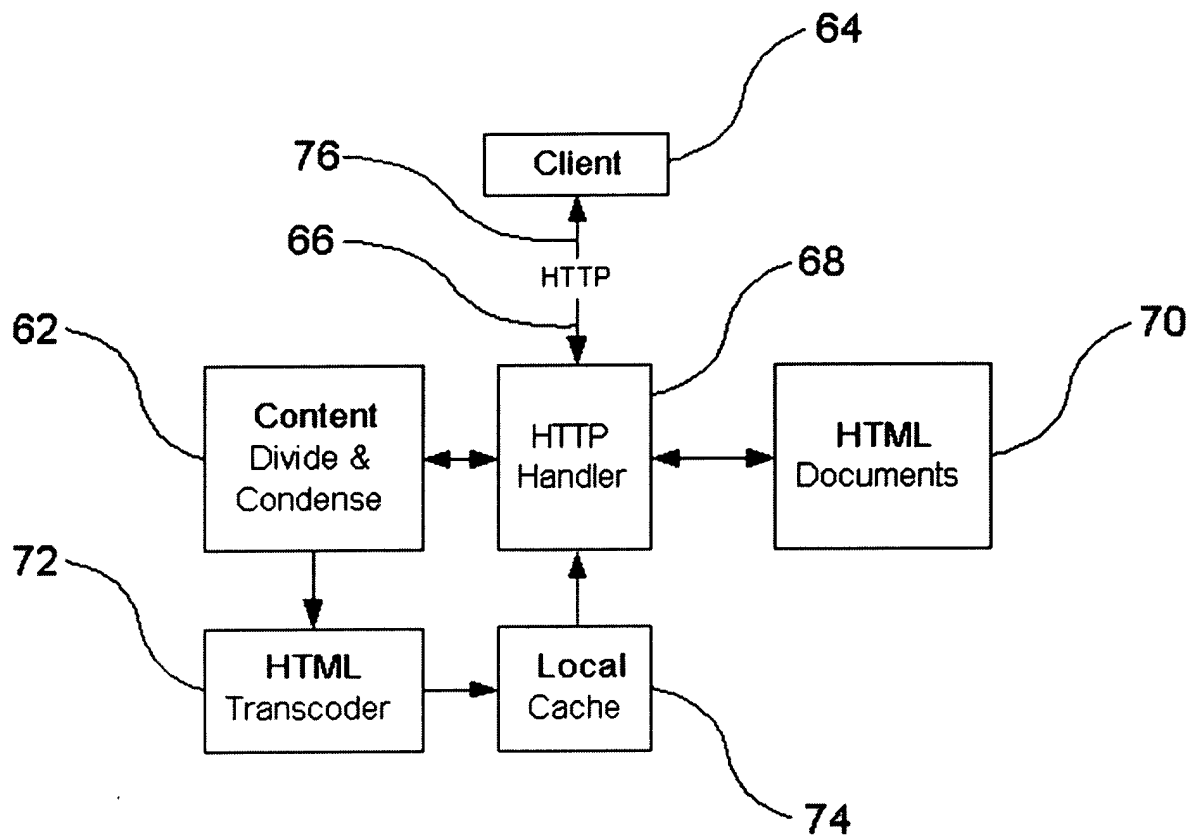 64
76
Client
66
HTTP
68
62
70
Content
Divide &
Condense
HTTP
Handler
HTML
Documents
72
HTML
Transcoder
Local
Cache
74